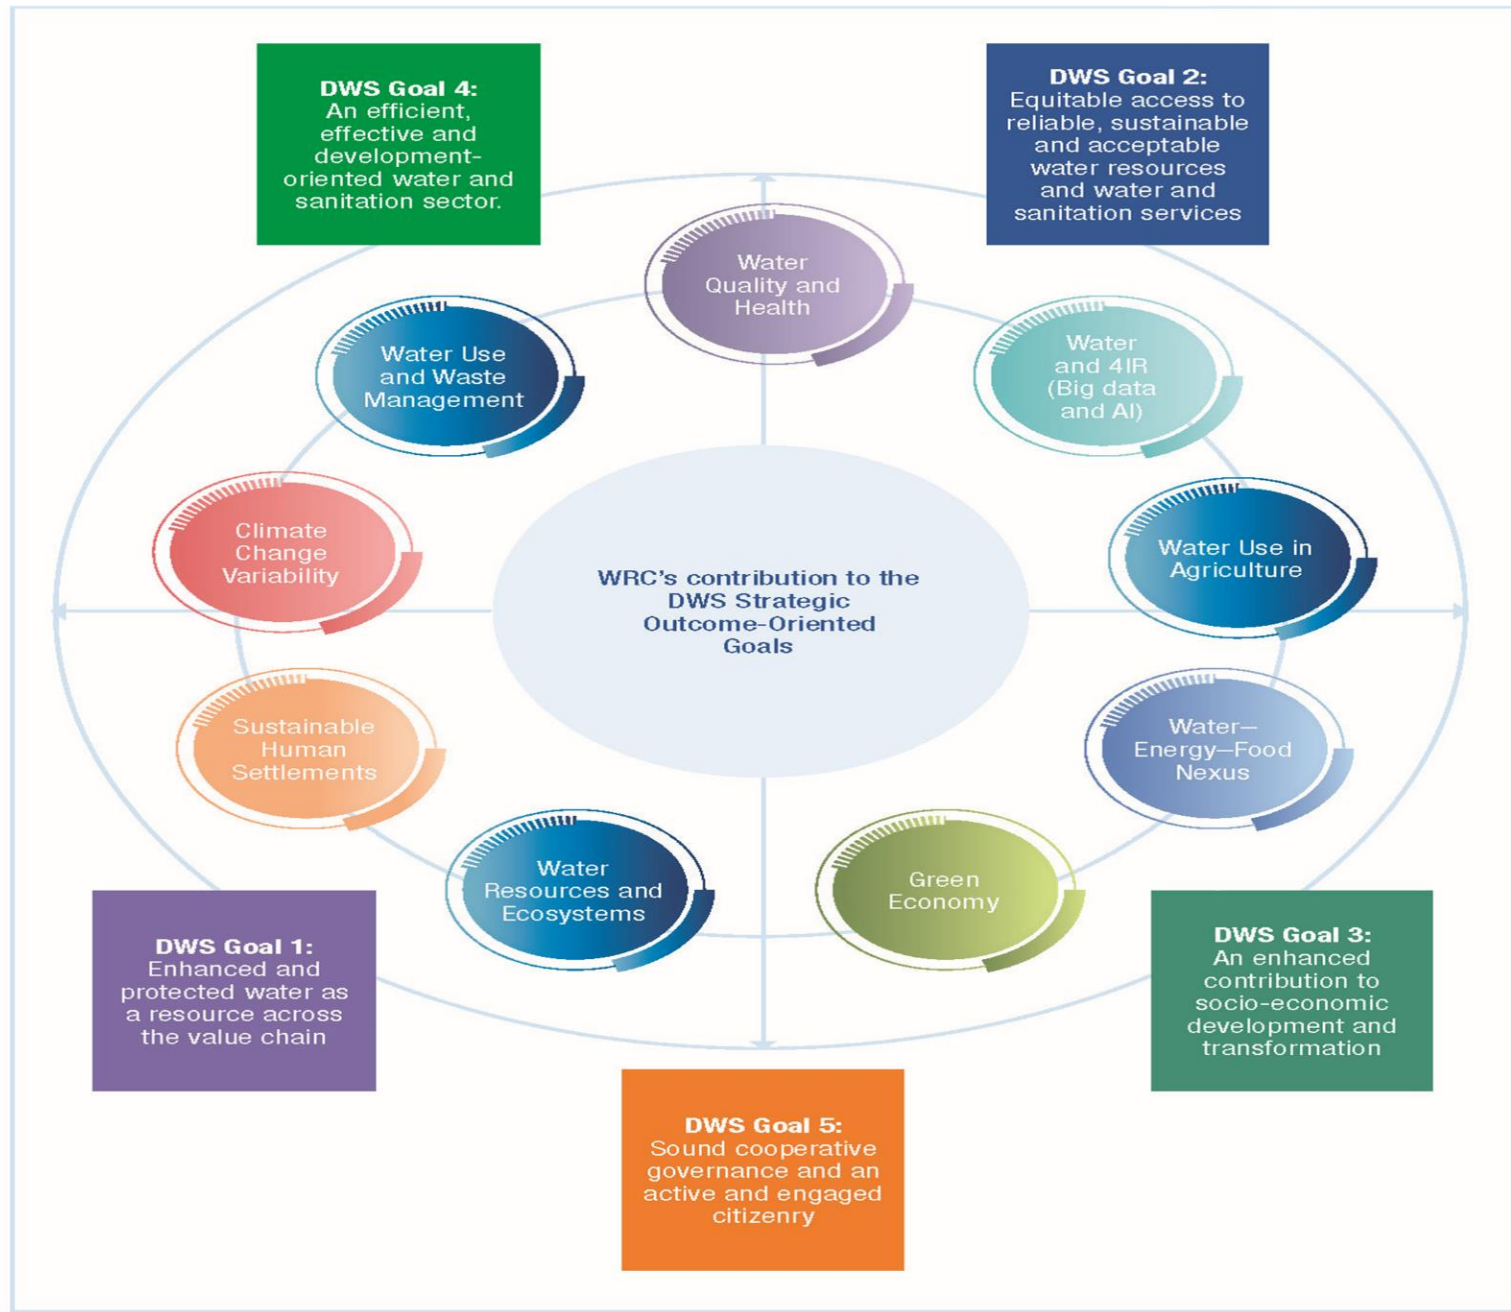 DWS Goal 4:
An efficient,
effective and
development-
oriented water and
sanitation sector.
DWS Goal 2:
Equitable access to
reliable, sustainable
and acceptable
water resources
and water and
sanitation services
Water
Quality and
Health
Water Use
and Waste
Management
Water
and 4IR
(Big data
and AI)
Climate
Change
Variability
WRC's contribution to the
DWS Strategic
Outcome-Oriented
Goals
Water Use in
Agriculture
Sustainable
Human
Settlements
Water—
Energy—Food
Nexus
Water
Resources and
Ecosystems
Green
Economy
DWS Goal 1:
Enhanced and
protected water as
a resource across
the value chain
DWS Goal 3:
An enhanced
contribution to
socio-economic
development and
transformation
DWS Goal 5:
Sound cooperative
governance and an
active and engaged
citizenry